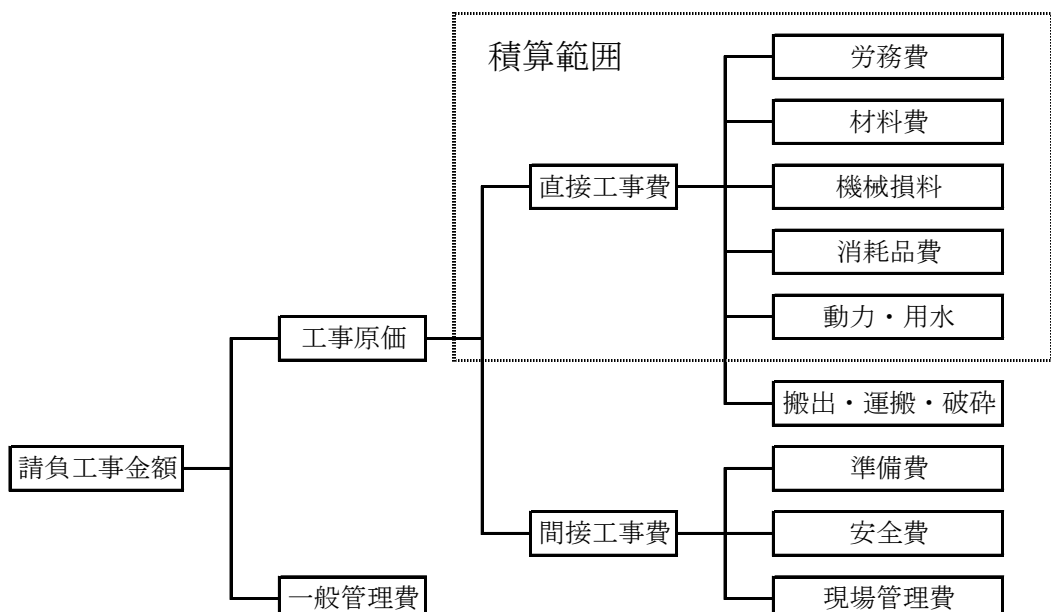 積算範囲
労務費
材料費
直接工事費
機械損料
消耗品費
工事原価
動力・用水
搬出・運搬・破砕
請負工事金額
準備費
間接工事費
安全費
一般管理費
現場管理費